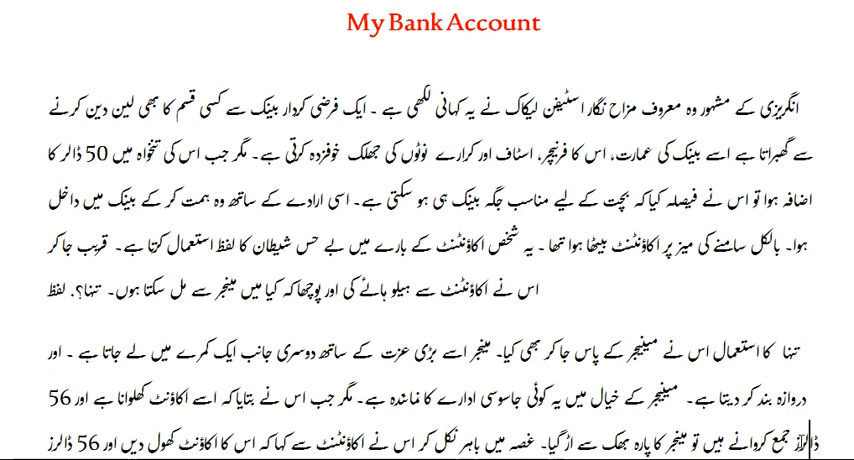 My Bank Account
انگریزی کے مشہور وہ معروف مزاح نگار اسٹیفن لیکاک نے یہ کہانی لکھی ہے ۔ ایک فرضی کردار بینک سے کسی قسم کا بھی لین دین کرنے
سے گھبراتا ہے اسے بینک کی عمارت، اس کا فرنیچر، اسٹاف اور کرارے نوٹوں کی جھلک خوفزدہ کرتی ہے۔ مگر جب اس کی تنخواہ میں 50 ڈالر کا
اضافہ ہوا تو اس نے فیصلہ کیا کہ بچت کے لیے مناسب جگہ بینک ہی ہو سکتی ہے۔ اسی ارادے کے ساتھ وہ ہمت کر کے بینک میں داخل
ہوا۔ بالکل سامنے کی میز پر اکاؤنٹنٹ بیٹھا ہوا تھا ۔ یہ شخص اکاؤنٹنٹ کے بارے میں بے حس شیطان کا لفظ استعمال کرتا ہے۔ قریب جا کر
اس نے اکاؤنٹنٹ سے ہیلو ہائے کی اور پوچھا کہ کیا میں مینجر سے مل سکتا ہوں۔ تنہا؟. لفظ
تنہا کا استعمال اس نے مینیجر کے پاس جا کر بھی کیا۔ مینجر اسے بڑی عزت کے ساتھ دوسری جانب ایک کمرے میں لے جاتا ہے ۔ اور
دروازہ بند کر دیتا ہے۔ مینیجر کے خیال میں یہ کوئی جاسوسی ادارے کا نمائندہ ہے۔ مگر جب اس نے بتایا کہ اسے اکاؤنٹ کھلوانا ہے اور 56
ڈالرز جمع کروانے ہیں تو مینجر کا پارہ بھک سے اڑ گیا۔ غصہ میں باہر نکل کر اس نے اکاؤنٹنٹ سے کہا کہ اس کا اکاؤنٹ کھول دیں اور 56 ڈالرز